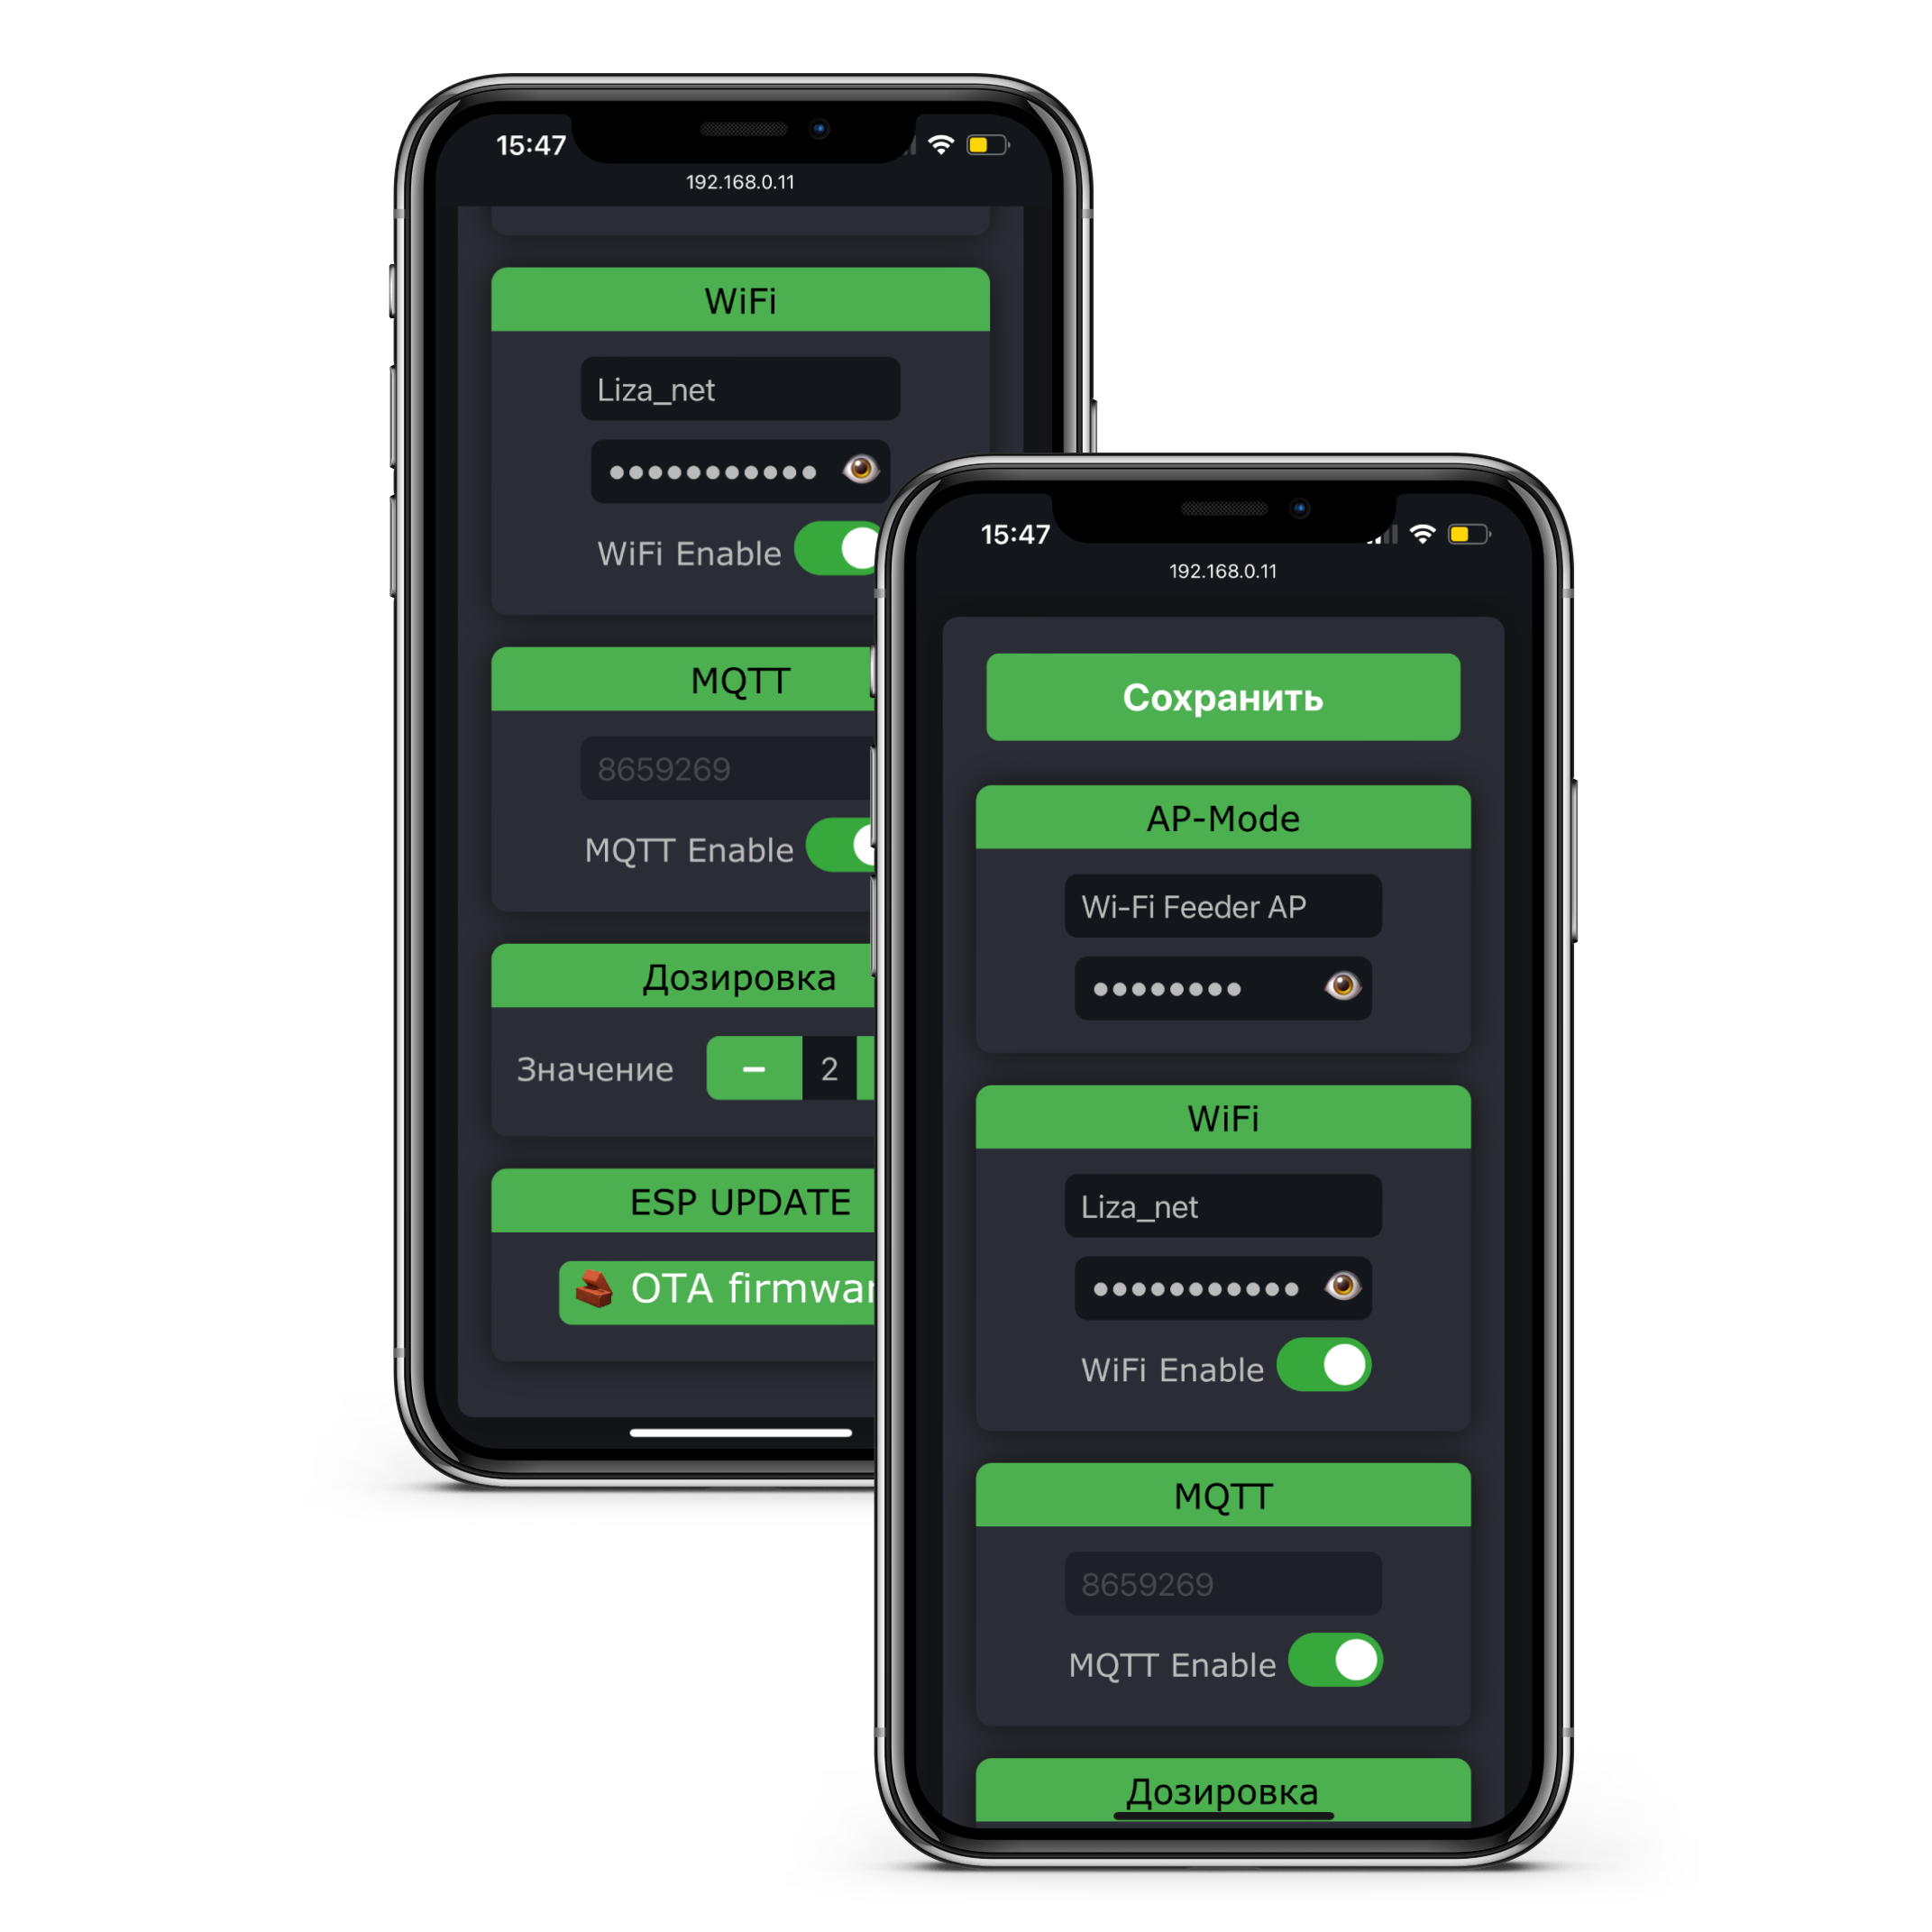 15:47
192.168.0.11
WiFi
Liza_net
WiFi Enable
MQTT
8659269
MQTT Enable
Дозировка
Значение − 2
ESP UPDATE
OTA
15:47
192.168.0.11
Сохранить
AP-Mode
Wi-Fi Feeder AP
WiFi
Liza_net
WiFi Enable
MQTT
8659269
MQTT Enable
Дозировка